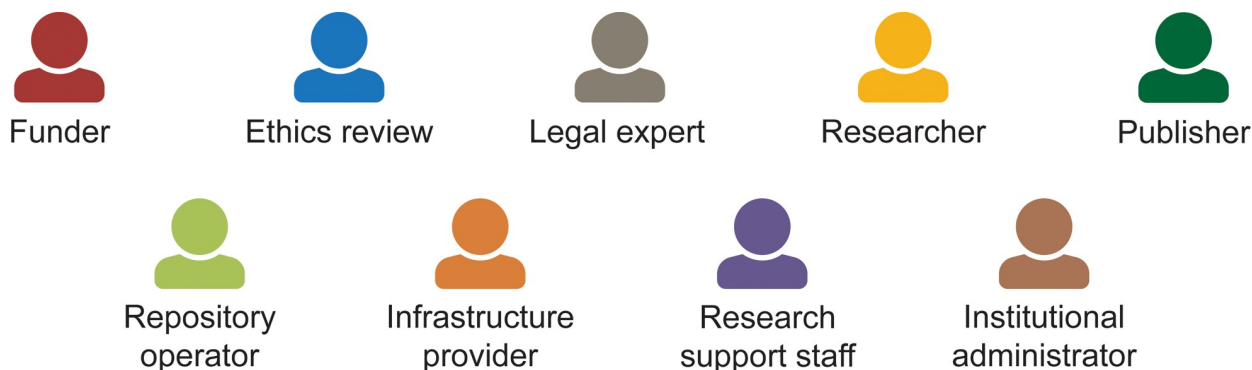 Funder
Ethics review
Legal expert
Researcher
Publisher
Repository
operator
Infrastructure
provider
Research
support staff
Institutional
administrator